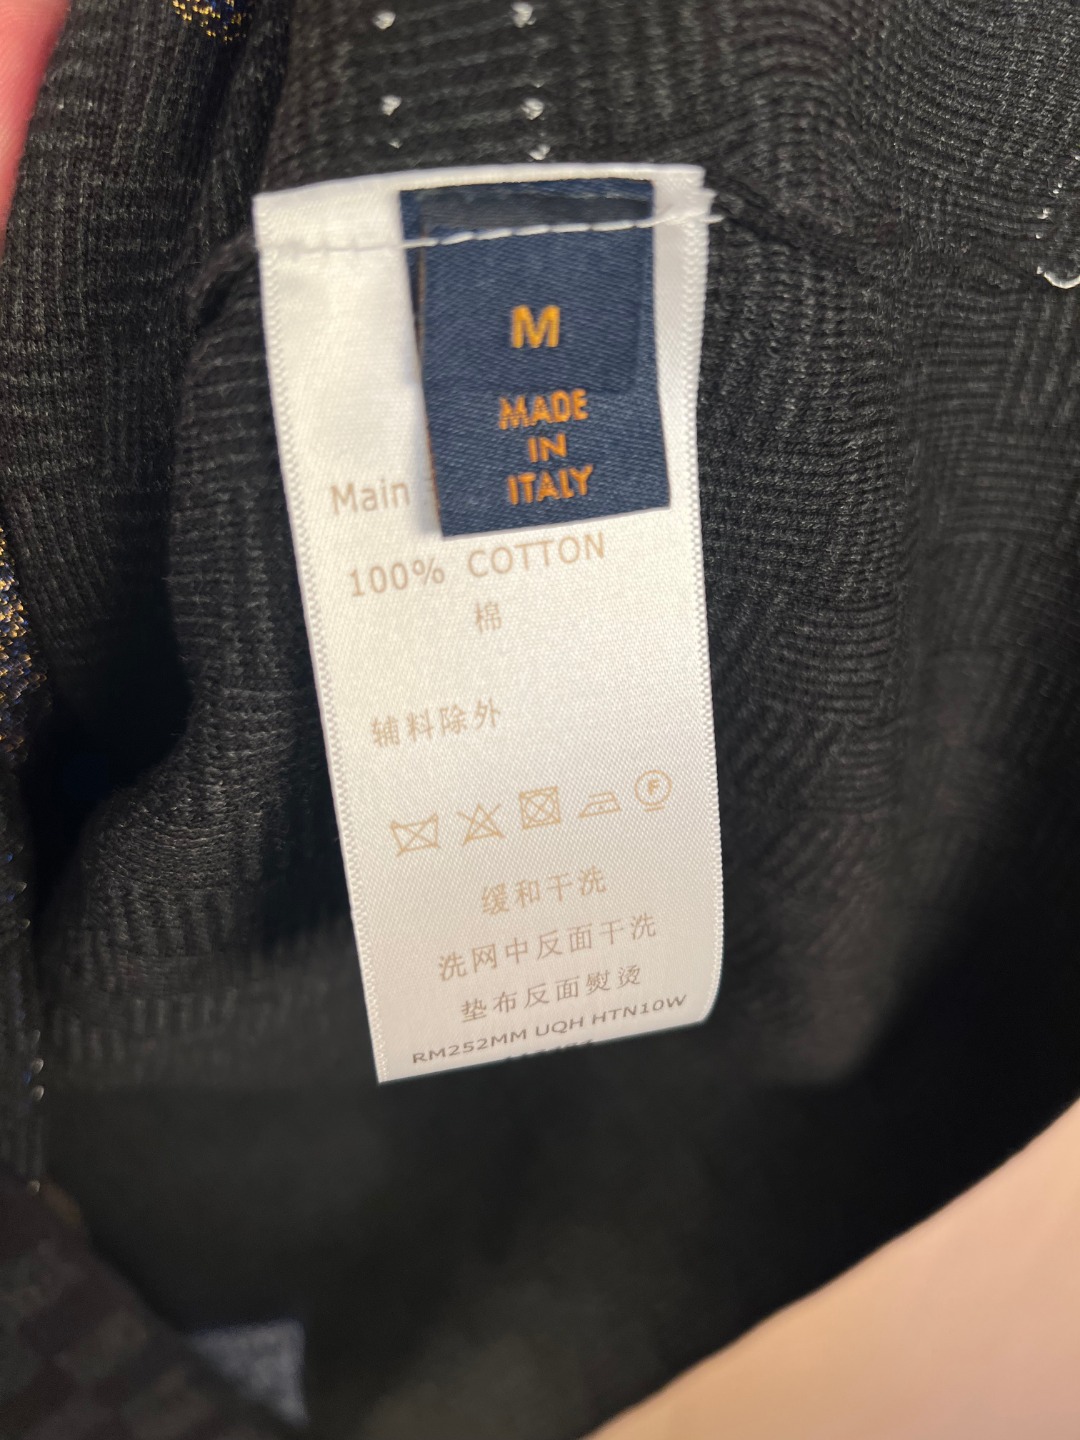 M
MADE
IN
ITALY
Main
100% COTTON
棉
辅料除外
F
缓和干洗
洗网中反面干洗
垫布反面熨烫
RM252MM UQH HTN10W